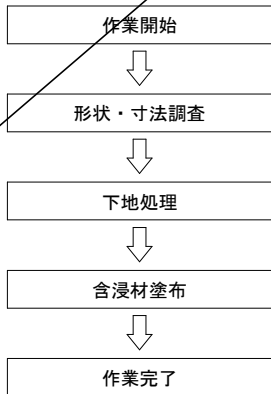 作業開始
形状・寸法調査
下地処理
含浸材塗布
作業完了